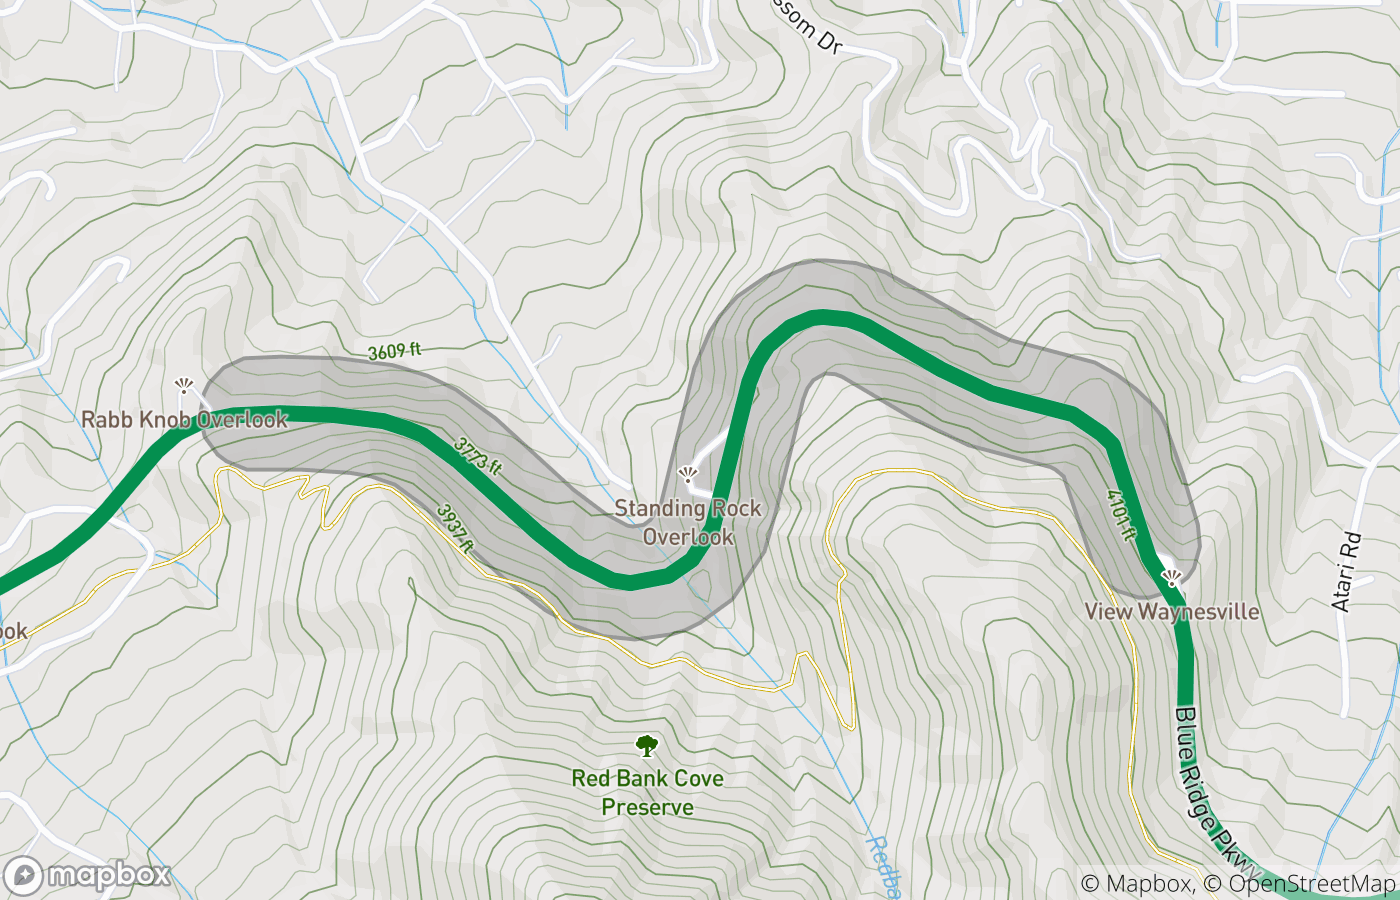 ssom Dr
3609 ft
Rabb Knob Overlook
3773 ft
3937 ft
Standing Rock
Overlook
4101 ft
Atari Rd
View Waynesville
ook
Blue Ridge Pkwy
Red Bank Cove
Preserve
Redba
mapbox
© Mapbox, © OpenStreetMap